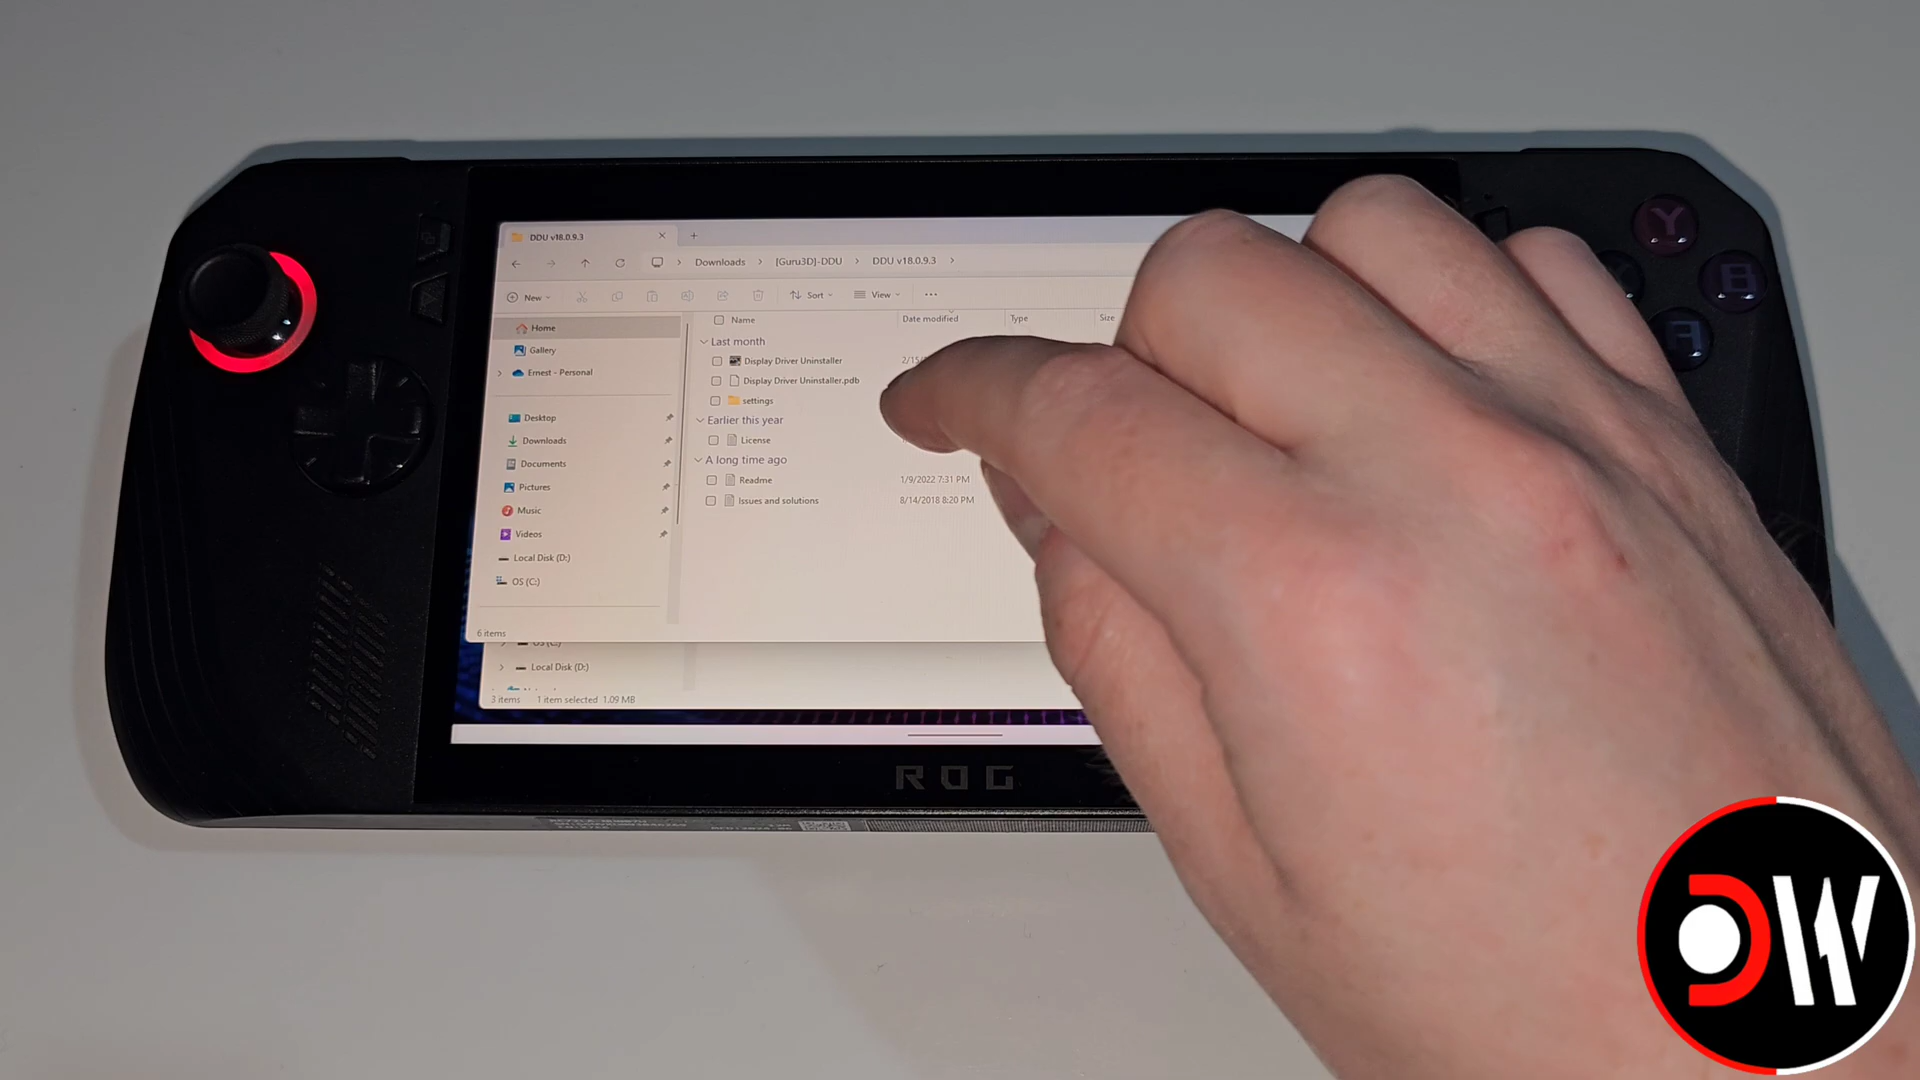 DDU v18.0.9.3
Downloads > [Guru3D]-DDU > DDU v18.0.9.3 >
New Sort View
Home
Gallery
Ernest - Personal
Desktop
Downloads
Documents
Pictures
Music
Videos
Local Disk (D:)
OS (C:)
6 items
Name Date modified Type Size
Last month
Display Driver Uninstaller 2/15/
Display Driver Uninstaller.pdb
settings
Earlier this year
License
A long time ago
Readme 1/9/2022 7:31 PM
Issues and solutions 8/14/2018 8:20 PM
OS (C:)
Local Disk (D:)
3 items 1 item selected 1.09 MB
ROG
Y
B
A
DW